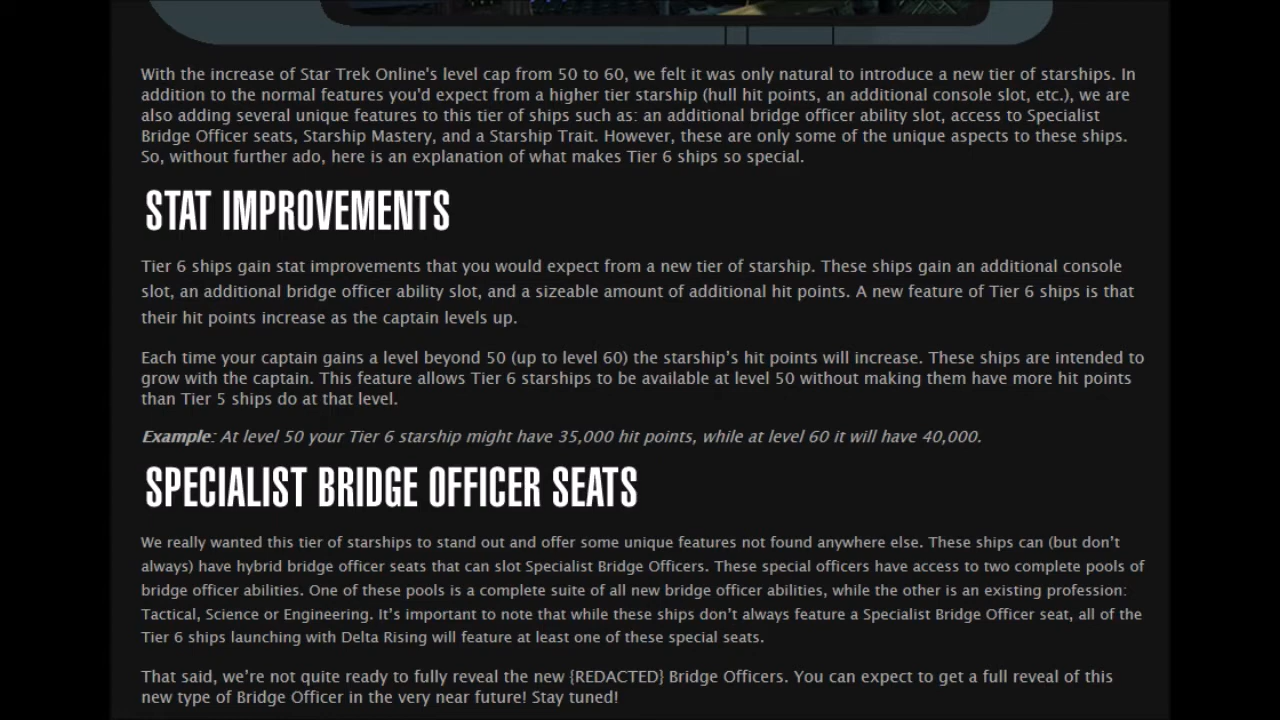 With the increase of Star Trek Online's level cap from 50 to 60, we felt it was only natural to introduce a new tier of starships. In
addition to the normal features you'd expect from a higher tier starship (hull hit points, an additional console slot, etc.), we are
also adding several unique features to this tier of ships such as: an additional bridge officer ability slot, access to Specialist
Bridge Officer seats, Starship Mastery, and a Starship Trait. However, these are only some of the unique aspects to these ships.
So, without further ado, here is an explanation of what makes Tier 6 ships so special.
STAT IMPROVEMENTS
Tier 6 ships gain stat improvements that you would expect from a new tier of starship. These ships gain an additional console
slot, an additional bridge officer ability slot, and a sizeable amount of additional hit points. A new feature of Tier 6 ships is that
their hit points increase as the captain levels up.
Each time your captain gains a level beyond 50 (up to level 60) the starship’s hit points will increase. These ships are intended to
grow with the captain. This feature allows Tier 6 starships to be available at level 50 without making them have more hit points
than Tier 5 ships do at that level.
Example: At level 50 your Tier 6 starship might have 35,000 hit points, while at level 60 it will have 40,000.
SPECIALIST BRIDGE OFFICER SEATS
We really wanted this tier of starships to stand out and offer some unique features not found anywhere else. These ships can (but don’t
always) have hybrid bridge officer seats that can slot Specialist Bridge Officers. These special officers have access to two complete pools of
bridge officer abilities. One of these pools is a complete suite of all new bridge officer abilities, while the other is an existing profession:
Tactical, Science or Engineering. It’s important to note that while these ships don’t always feature a Specialist Bridge Officer seat, all of the
Tier 6 ships launching with Delta Rising will feature at least one of these special seats.
That said, we’re not quite ready to fully reveal the new {REDACTED} Bridge Officers. You can expect to get a full reveal of this
new type of Bridge Officer in the very near future! Stay tuned!